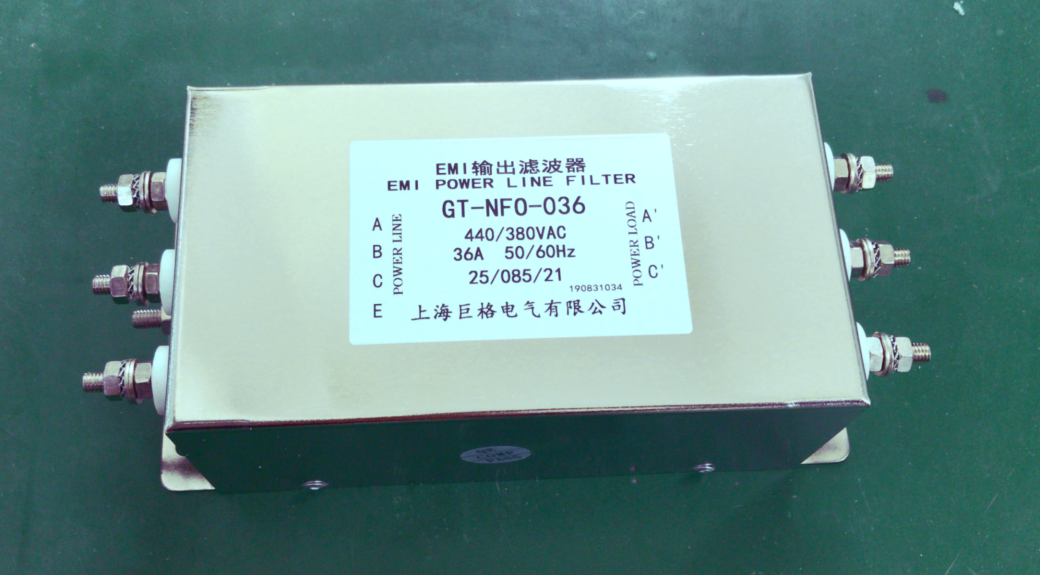 EMI输出滤波器
EMI POWER LINE FILTER
GT-NFO-036
440/380VAC
36A 50/60Hz
25/085/21
190831034
上海巨格电气有限公司
A
B
C
E
POWER LINE
POWER LOAD
A'
B'
C'